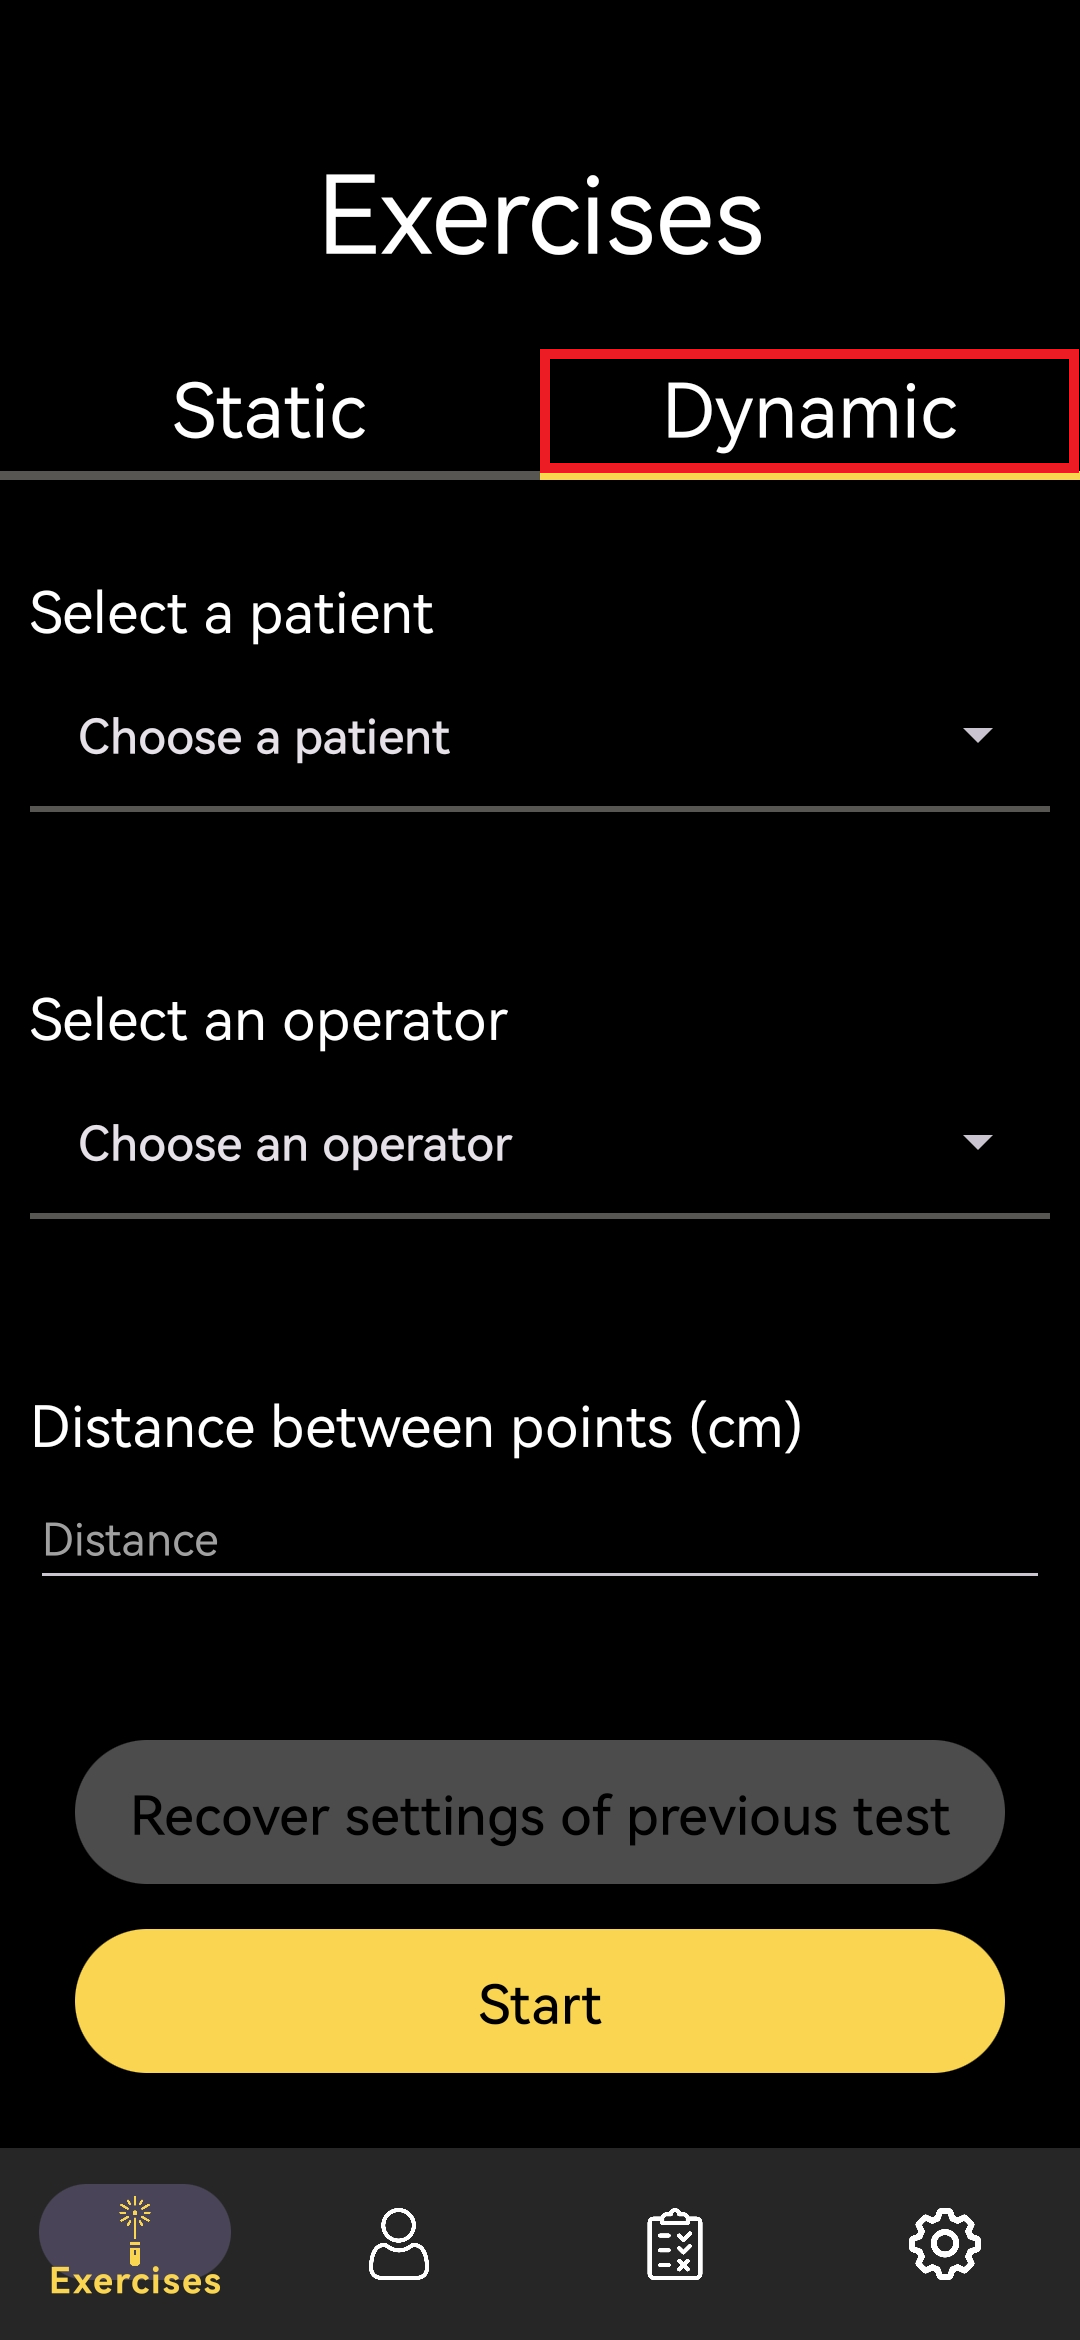 Exercises
Static
Dynamic
Select a patient
Choose a patient
Select an operator
Choose an operator
Distance between points (cm)
Distance
Recover settings of previous test
Start
Exercises